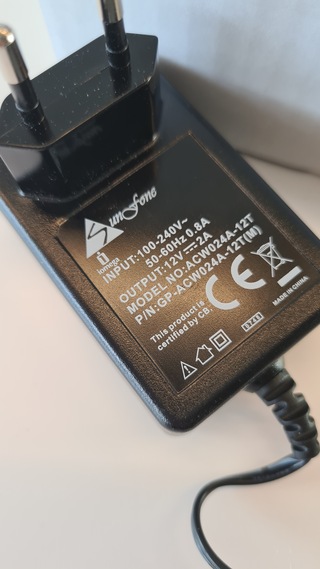 SunFone
iomega
INPUT:100-240V~
50-60Hz 0.8A
OUTPUT:12V⎓2A
MODEL NO:ACW024A-12T
P/N:GP-ACW024A-12T(M)
This product is
certified by CB.
CE
MADE IN CHINA